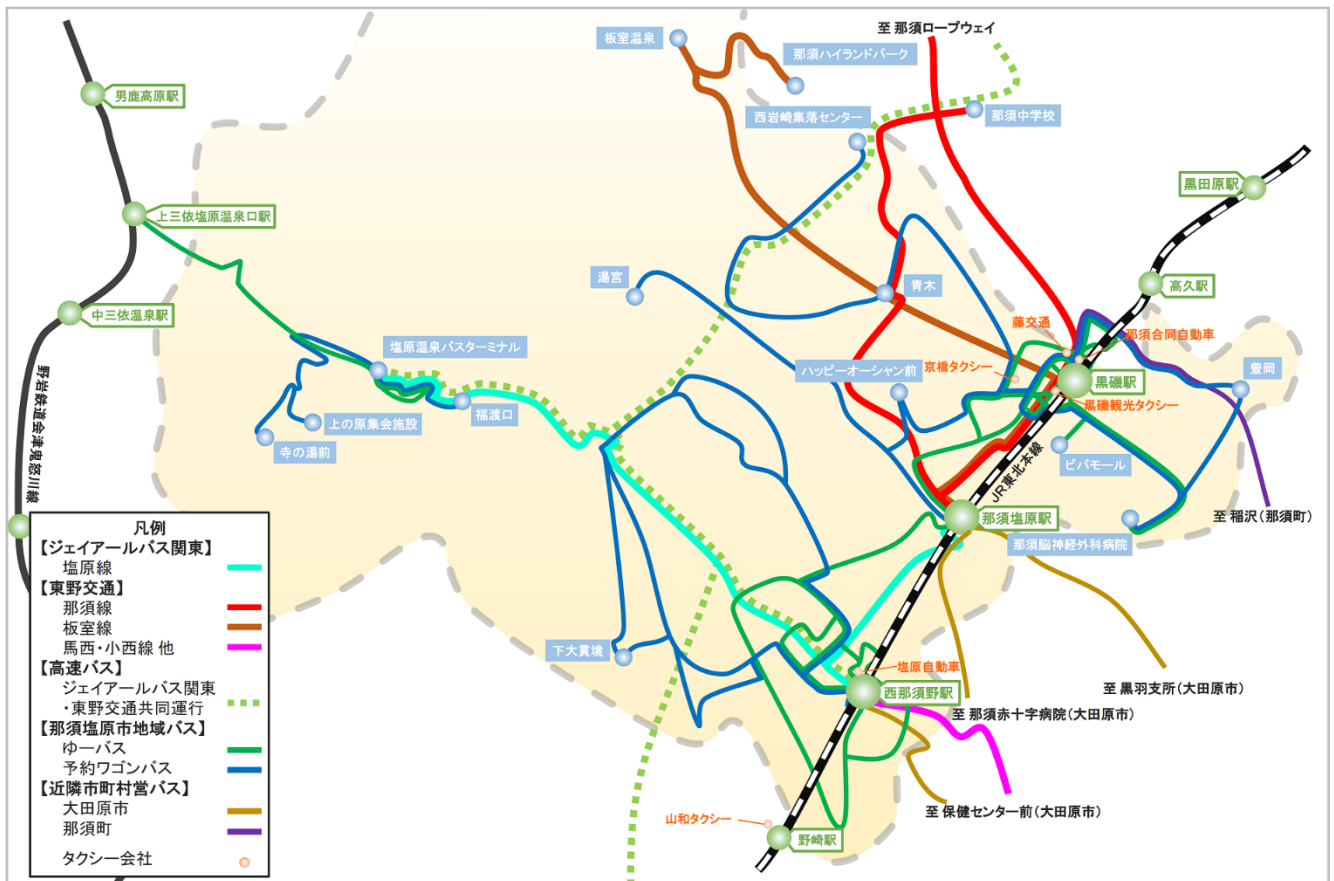 至 那須ロープウェイ
板室温泉
那須ハイランドパーク
男鹿高原駅
西岩崎集落センター
那須中学校
黒田原駅
上三依塩原温泉口駅
湯宮
青木
高久駅
中三依温泉駅
藤交通
那須合同自動車
塩原温泉バスターミナル
京橋タクシー
ハッピーオーシャン前
黒磯駅
豊岡
黒磯観光タクシー
福渡口
上の原集会施設
寺の湯前
ビバモール
野岩鉄道会津鬼怒川線
JR東北本線
那須塩原駅
至 稲沢(那須町)
那須脳神経外科病院
下大貫境
塩原自動車
西那須野駅
至 黒羽支所(大田原市)
至 那須赤十字病院(大田原市)
至 保健センター前(大田原市)
山和タクシー
野崎駅
凡例
【ジェイアールバス関東】
塩原線
【東野交通】
那須線
板室線
馬西・小西線 他
【高速バス】
ジェイアールバス関東
・東野交通共同運行
【那須塩原市地域バス】
ゆーバス
予約ワゴンバス
【近隣市町村営バス】
大田原市
那須町
タクシー会社